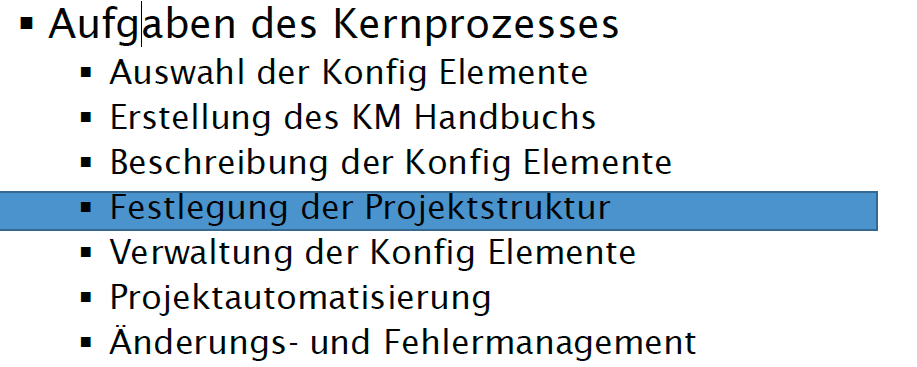 ▪ Aufgaben des Kernprozesses
▪ Auswahl der Konfig Elemente
▪ Erstellung des KM Handbuchs
▪ Beschreibung der Konfig Elemente
▪ Festlegung der Projektstruktur
▪ Verwaltung der Konfig Elemente
▪ Projektautomatisierung
▪ Änderungs- und Fehlermanagement